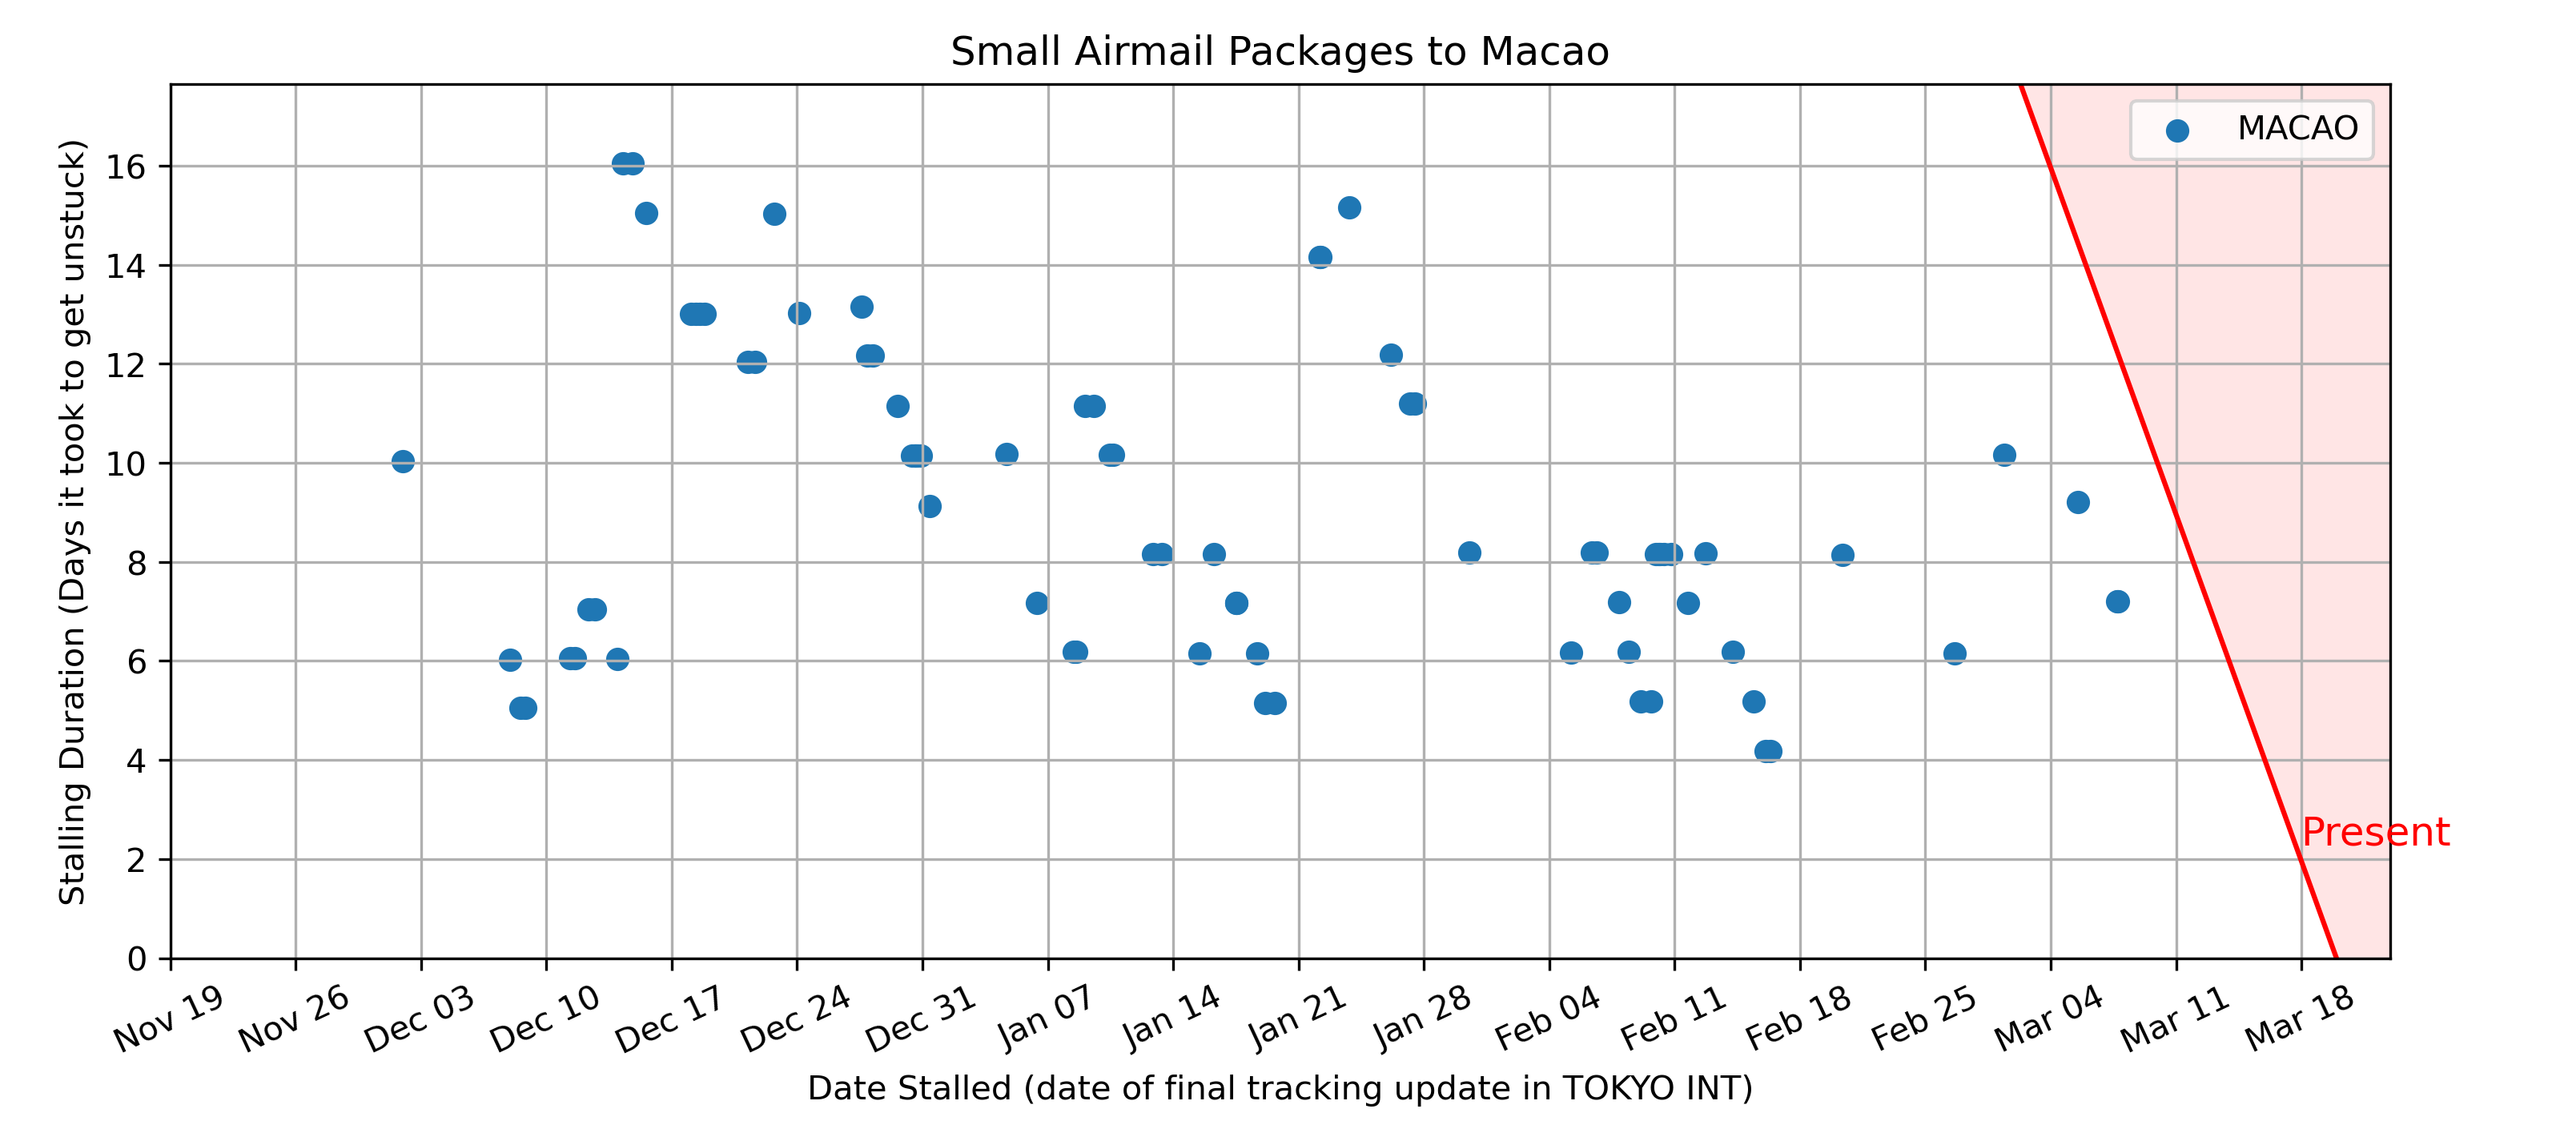 Small Airmail Packages to Macao
MACAO
Stalling Duration (Days it took to get unstuck)
16
14
12
10
8
6
4
2
0
Present
Nov 19
Nov 26
Dec 03
Dec 10
Dec 17
Dec 24
Dec 31
Jan 07
Jan 14
Jan 21
Jan 28
Feb 04
Feb 11
Feb 18
Feb 25
Mar 04
Mar 11
Mar 18
Date Stalled (date of final tracking update in TOKYO INT)